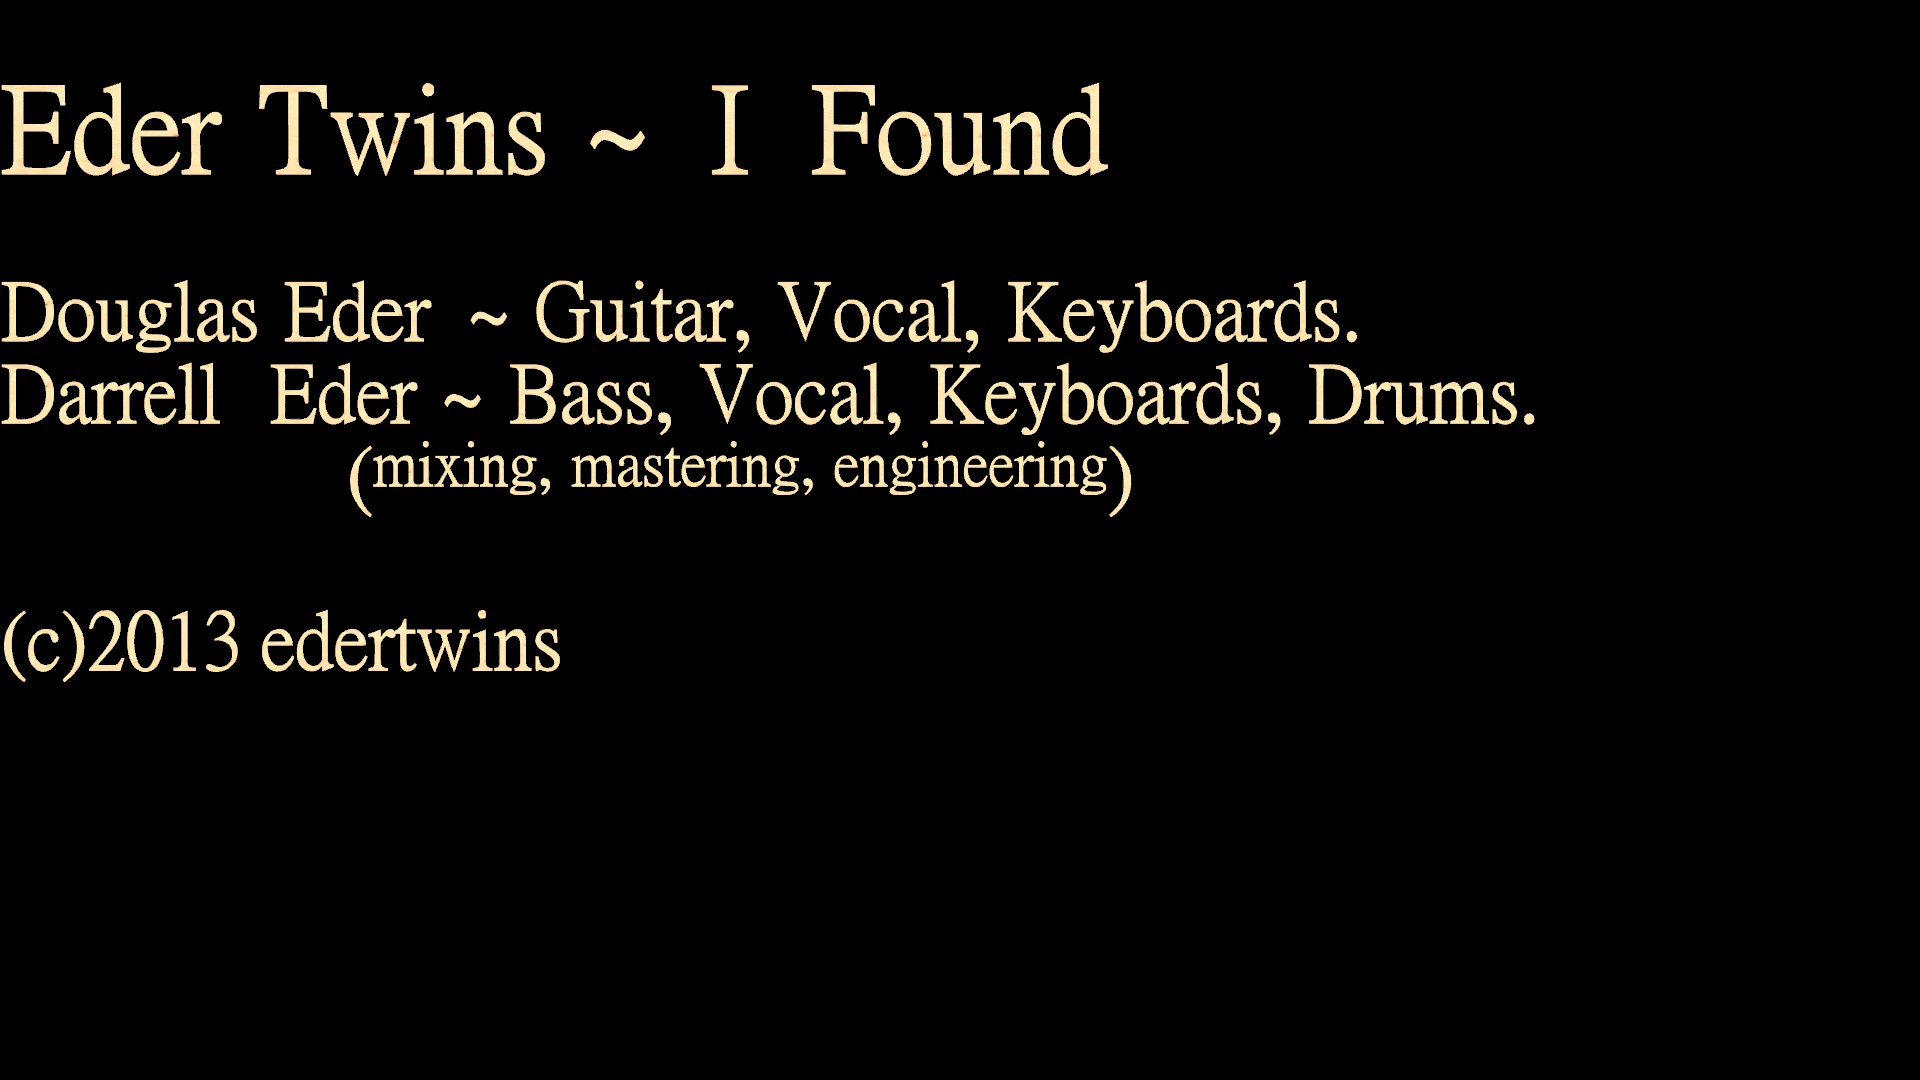 Eder Twins ~ I Found
Douglas Eder ~ Guitar, Vocal, Keyboards.
Darrell Eder ~ Bass, Vocal, Keyboards, Drums.
(mixing, mastering, engineering)
(c)2013 edertwins